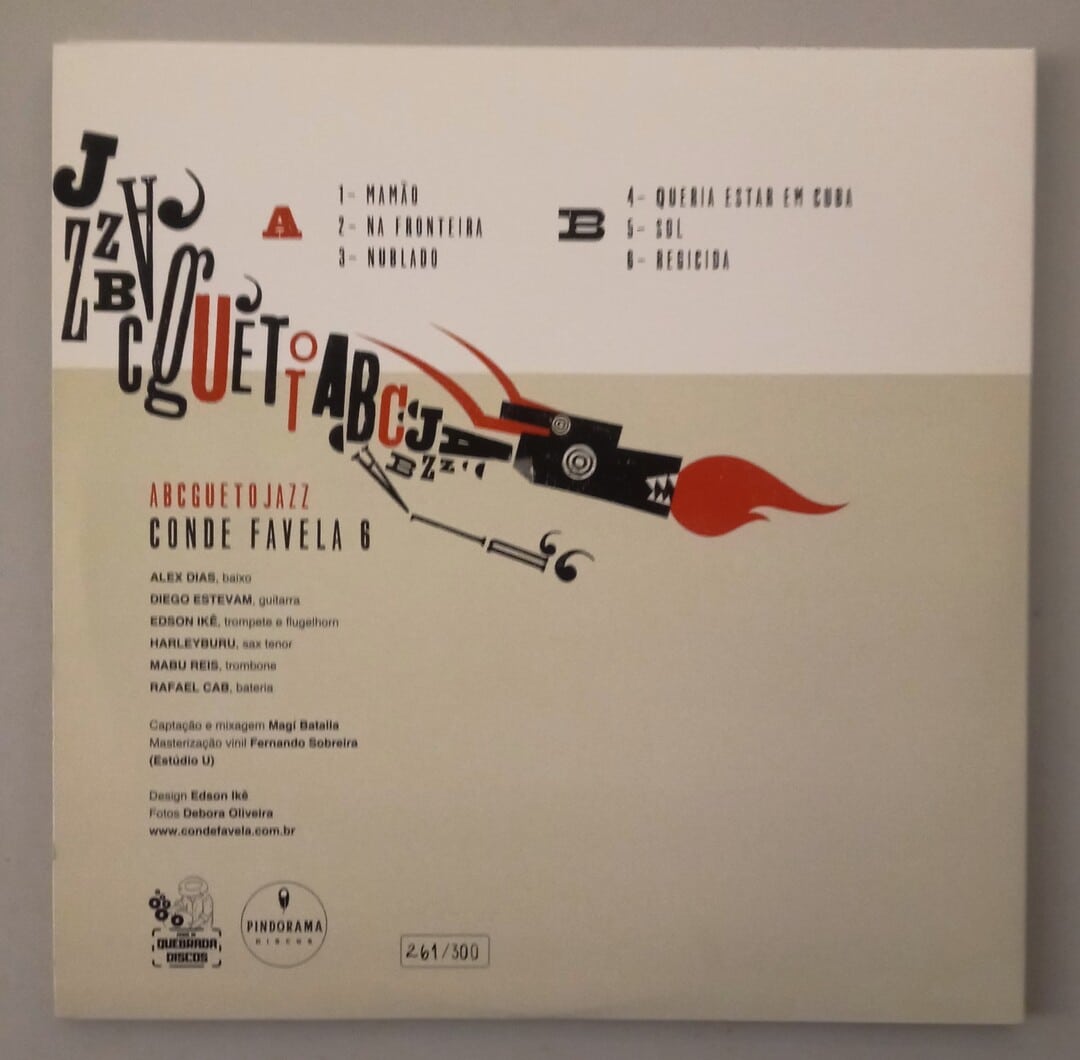 A
1- MAMÃO
2- NA FRONTEIRA
3- NUBLADO
B
4- QUERIA ESTAR EM CUBA
5- SOL
6- REGICIDA
ABCGUETOJAZZ
CONDE FAVELA 6
ALEX DIAS, baixo
DIEGO ESTEVAM, guitarra
EDSON IKÊ, trompete e flugelhorn
HARLEYBURU, sax tenor
MABU REIS, trombone
RAFAEL CAB, bateria
Captação e mixagem Magí Batalla
Masterização vinil Fernando Sobreira
(Estúdio U)
Design Edson Ikê
Fotos Debora Oliveira
www.condefavela.com.br
QUEBRADA
DISCOS
PINDORAMA
DISCOS
261/300